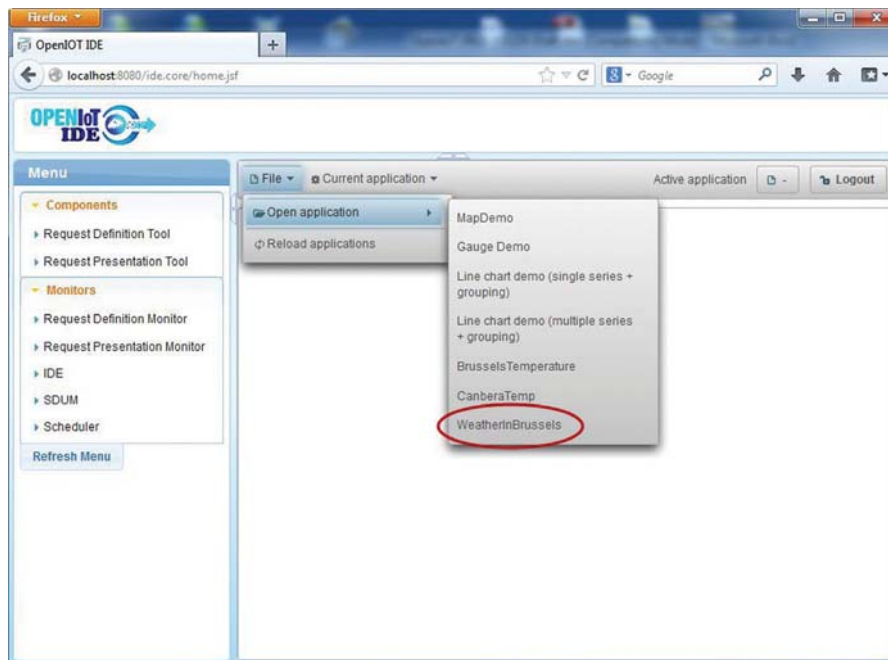 Firefox
OpenIOT IDE
+
localhost:8080/ide.core/home.jsf
8 Google
OPENIoT
IDE
Menu
File
Current application
Active application
-
Logout
Components
Request Definition Tool
Request Presentation Tool
Monitors
Request Definition Monitor
Request Presentation Monitor
IDE
SDUM
Scheduler
Refresh Menu
Open application
Reload applications
MapDemo
Gauge Demo
Line chart demo (single series +
grouping)
Line chart demo (multiple series
+ grouping)
BrusselsTemperature
CanberaTemp
WeatherInBrussels